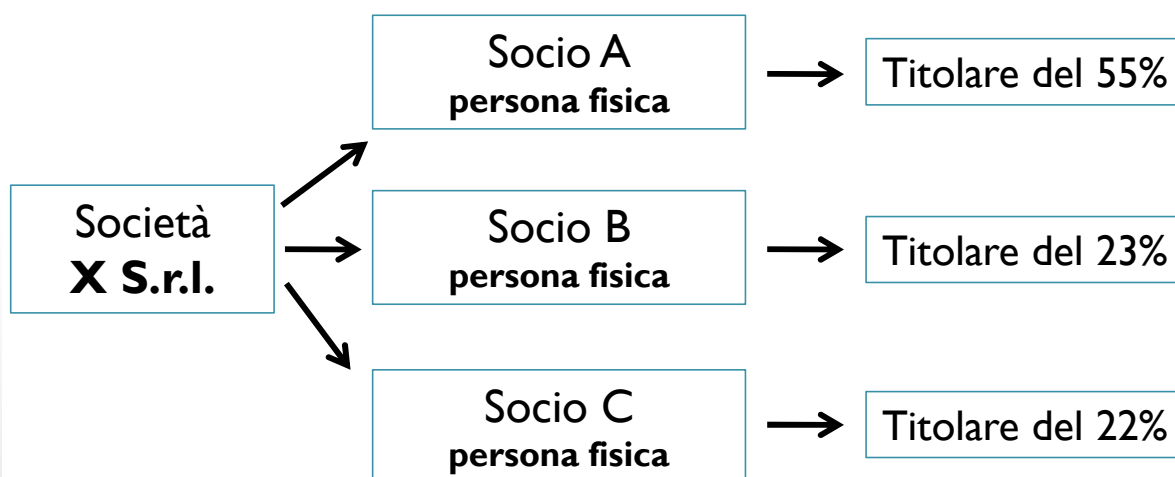 Socio A
persona fisica
Titolare del 55%
Società
X S.r.l.
Socio B
persona fisica
Titolare del 23%
Socio C
persona fisica
Titolare del 22%